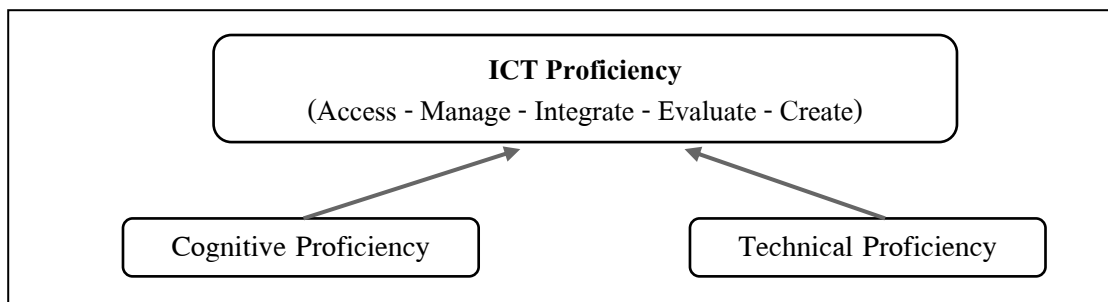 ICT Proficiency
(Access - Manage - Integrate - Evaluate - Create)
Cognitive Proficiency
Technical Proficiency